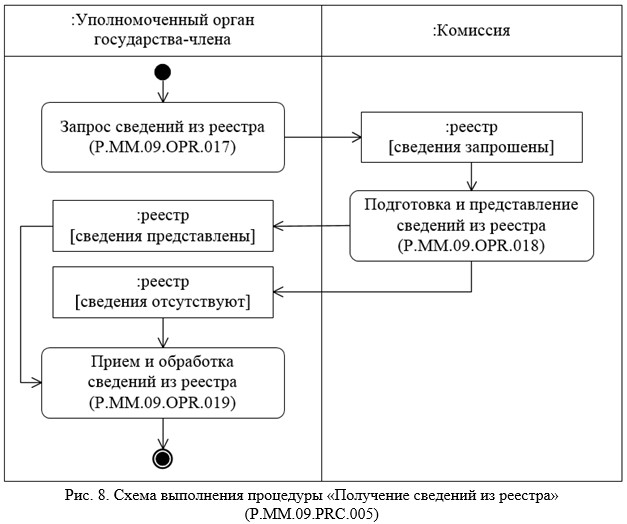 :Уполномоченный орган
государства-члена
:Комиссия
Запрос сведений из реестра
(P.MM.09.OPR.017)
:реестр
[сведения запрошены]
Подготовка и представление
сведений из реестра
(P.MM.09.OPR.018)
:реестр
[сведения представлены]
:реестр
[сведения отсутствуют]
Прием и обработка
сведений из реестра
(P.MM.09.OPR.019)
Рис. 8. Схема выполнения процедуры «Получение сведений из реестра»
(P.MM.09.PRC.005)